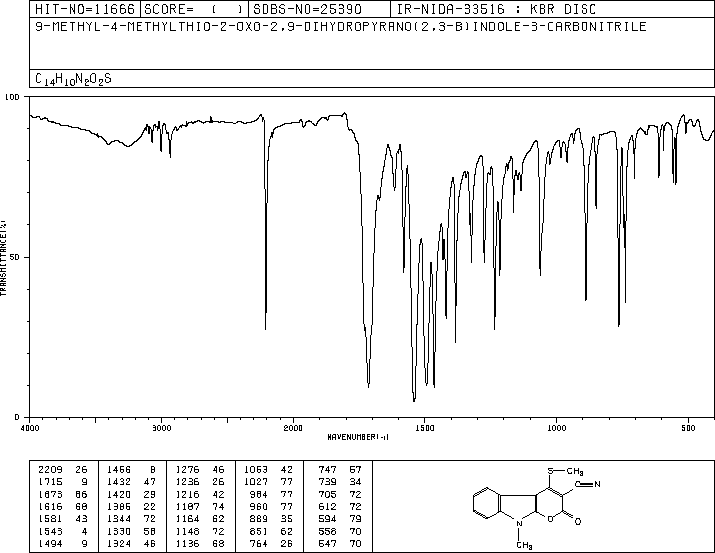 HIT-NO=11666 SCORE= ( ) SDBS-NO=25390 IR-NIDA-33516 : KBR DISC
9-METHYL-4-METHYLTHIO-2-OXO-2,9-DIHYDROPYRANO(2,3-B)INDOLE-3-CARBONITRILE
C14H10N2O2S
100
50
0
TRANSMITTANCE(%)
4000 3000 2000 1500 1000 500
WAVENUMBER(-1)
2209 26 1466 8 1276 46 1063 42 747 57
1715 9 1432 47 1236 26 1027 77 739 34
1673 66 1420 29 1216 42 984 77 705 72
1616 68 1386 22 1187 74 960 77 612 72
1581 43 1344 72 1164 62 889 35 594 79
1543 4 1330 58 1148 72 851 62 558 70
1494 9 1324 46 1136 68 764 26 547 70
S CH3
C N
N O O
CH3